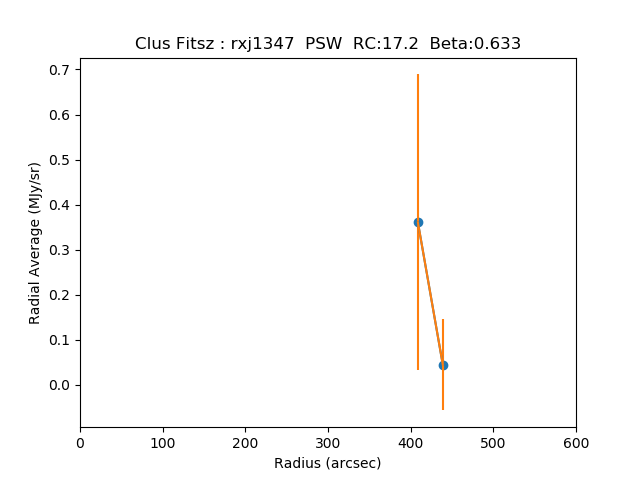 Clus Fitsz : rxj1347  PSW  RC:17.2  Beta:0.633
Radial Average (MJy/sr)
0.7
0.6
0.5
0.4
0.3
0.2
0.1
0.0
0 100 200 300 400 500 600
Radius (arcsec)